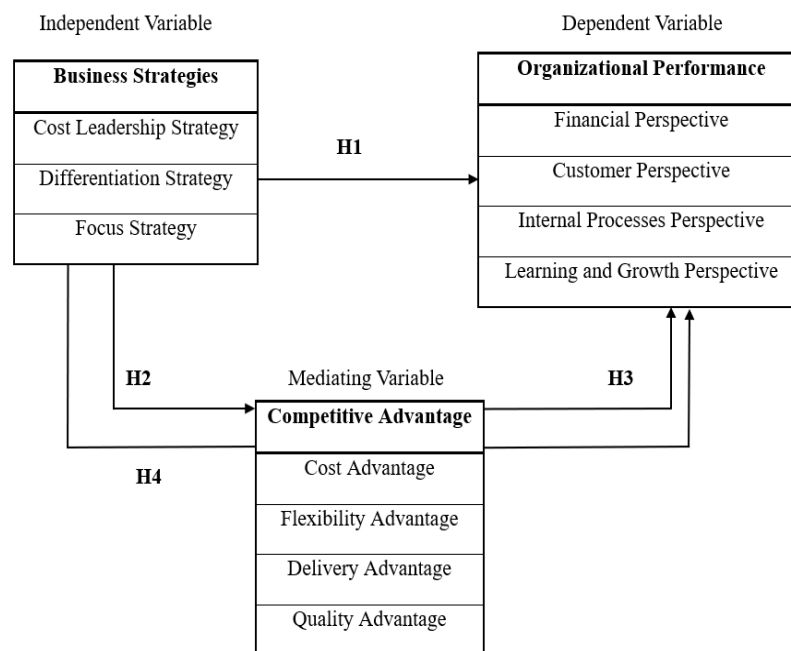 Independent Variable
Dependent Variable
Business Strategies
Cost Leadership Strategy
Differentiation Strategy
Focus Strategy
H1
Organizational Performance
Financial Perspective
Customer Perspective
Internal Processes Perspective
Learning and Growth Perspective
H2
Mediating Variable
H3
Competitive Advantage
H4
Cost Advantage
Flexibility Advantage
Delivery Advantage
Quality Advantage